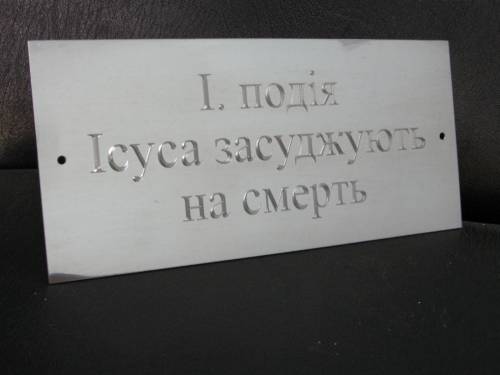 І. подія
Ісуса засуджують
на смерть